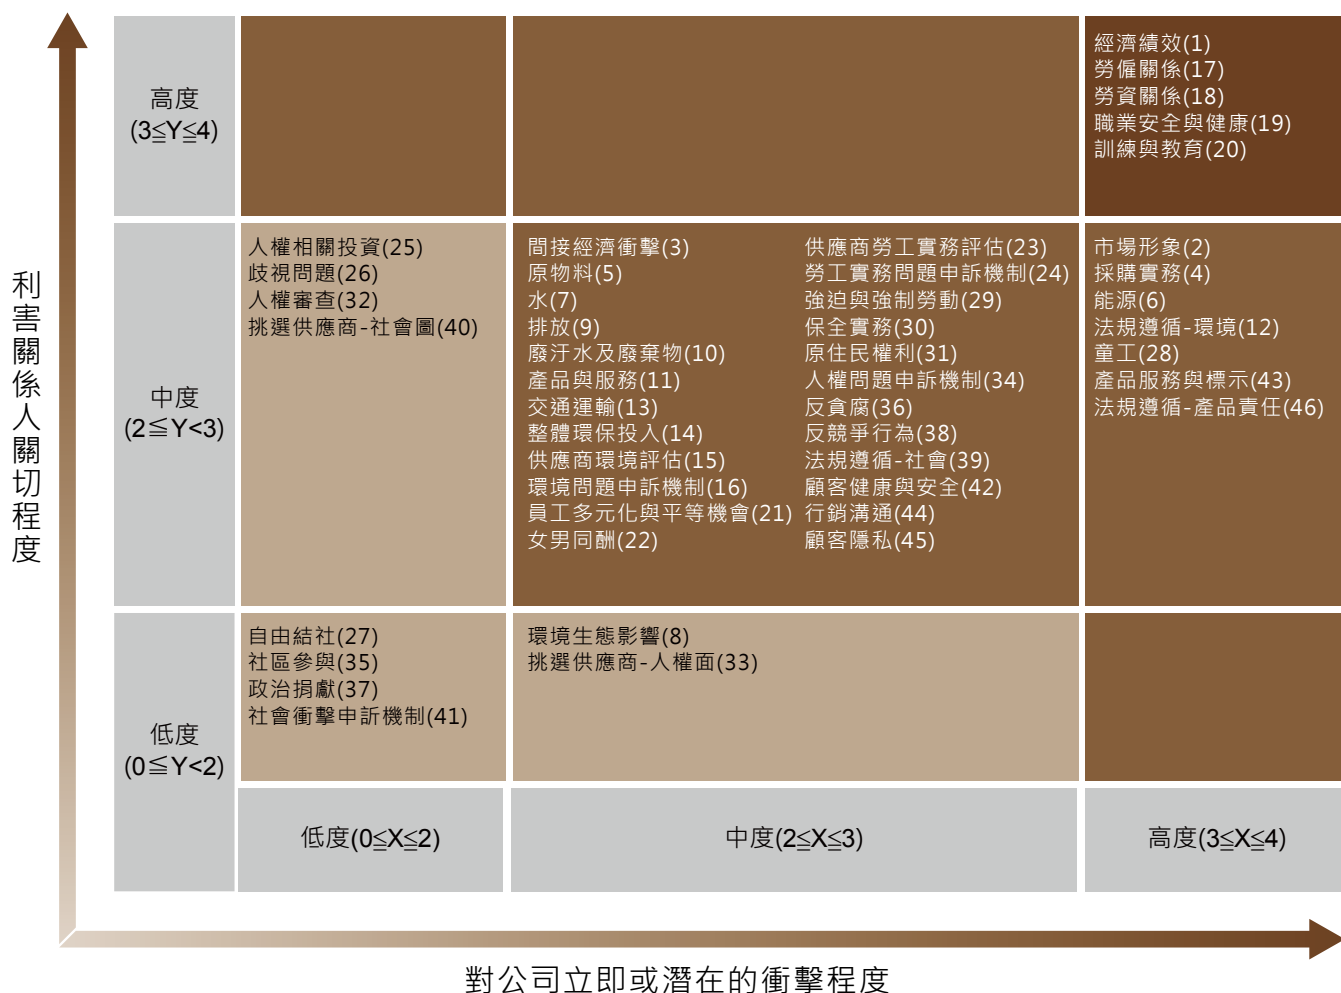 利害關係人關切程度
高度
(3≦Y≦4)
經濟績效(1)
勞僱關係(17)
勞資關係(18)
職業安全與健康(19)
訓練與教育(20)
中度
(2≦Y<3)
人權相關投資(25)
歧視問題(26)
人權審查(32)
挑選供應商-社會圖(40)
間接經濟衝擊(3)
原物料(5)
水(7)
排放(9)
廢汙水及廢棄物(10)
產品與服務(11)
交通運輸(13)
整體環保投入(14)
供應商環境評估(15)
環境問題申訴機制(16)
員工多元化與平等機會(21)
女男同酬(22)
供應商勞工實務評估(23)
勞工實務問題申訴機制(24)
強迫與強制勞動(29)
保全實務(30)
原住民權利(31)
人權問題申訴機制(34)
反貪腐(36)
反競爭行為(38)
法規遵循-社會(39)
顧客健康與安全(42)
行銷溝通(44)
顧客隱私(45)
市場形象(2)
採購實務(4)
能源(6)
法規遵循-環境(12)
童工(28)
產品服務與標示(43)
法規遵循-產品責任(46)
低度
(0≦Y<2)
自由結社(27)
社區參與(35)
政治捐獻(37)
社會衝擊申訴機制(41)
環境生態影響(8)
挑選供應商-人權面(33)
低度(0≦X≦2)
中度(2≦X≦3)
高度(3≦X≦4)
對公司立即或潛在的衝擊程度